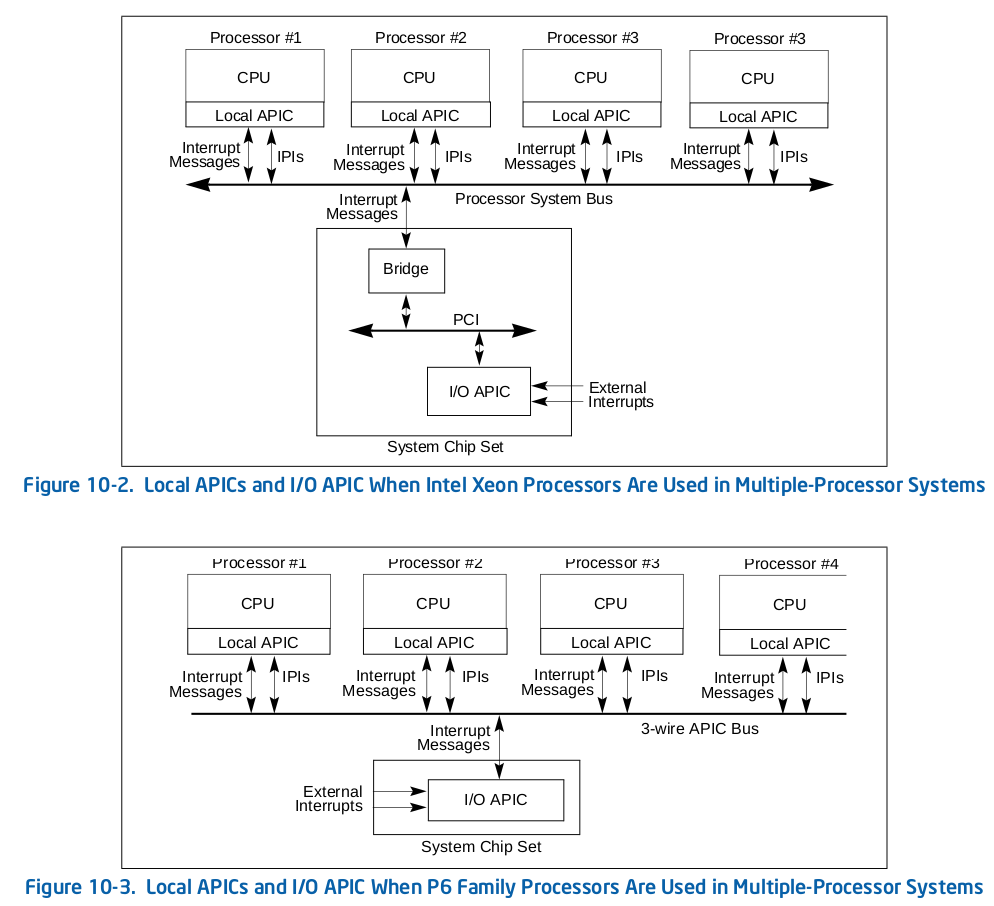 Processor #1
Processor #2
Processor #3
Processor #3
CPU
CPU
CPU
CPU
Local APIC
Local APIC
Local APIC
Local APIC
Interrupt
Messages
IPIs
Interrupt
Messages
IPIs
Interrupt
Messages
IPIs
Interrupt
Messages
IPIs
Processor System Bus
Interrupt
Messages
Bridge
PCI
I/O APIC
External
Interrupts
System Chip Set
Figure 10-2. Local APICs and I/O APIC When Intel Xeon Processors Are Used in Multiple-Processor Systems
Processor #1
Processor #2
Processor #3
Processor #4
CPU
CPU
CPU
CPU
Local APIC
Local APIC
Local APIC
Local APIC
Interrupt
Messages
IPIs
Interrupt
Messages
IPIs
Interrupt
Messages
IPIs
Interrupt
Messages
IPIs
3-wire APIC Bus
Interrupt
Messages
External
Interrupts
I/O APIC
System Chip Set
Figure 10-3. Local APICs and I/O APIC When P6 Family Processors Are Used in Multiple-Processor Systems